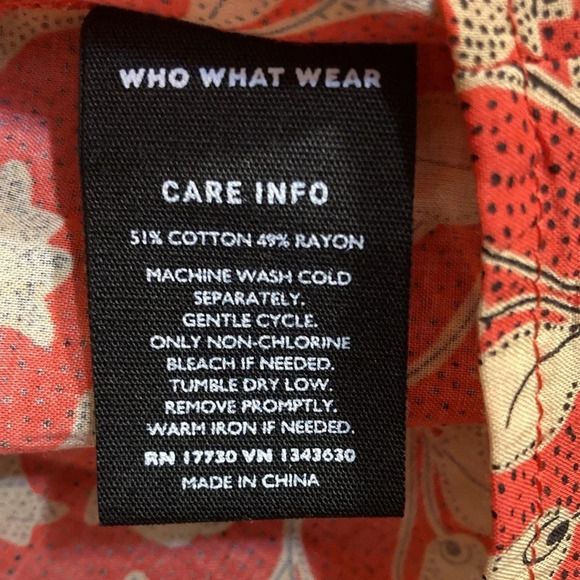 WHO WHAT WEAR
CARE INFO
51% COTTON 49% RAYON
MACHINE WASH COLD
SEPARATELY.
GENTLE CYCLE.
ONLY NON-CHLORINE
BLEACH IF NEEDED.
TUMBLE DRY LOW.
REMOVE PROMPTLY.
WARM IRON IF NEEDED.
RN 17730 VN 1343630
MADE IN CHINA